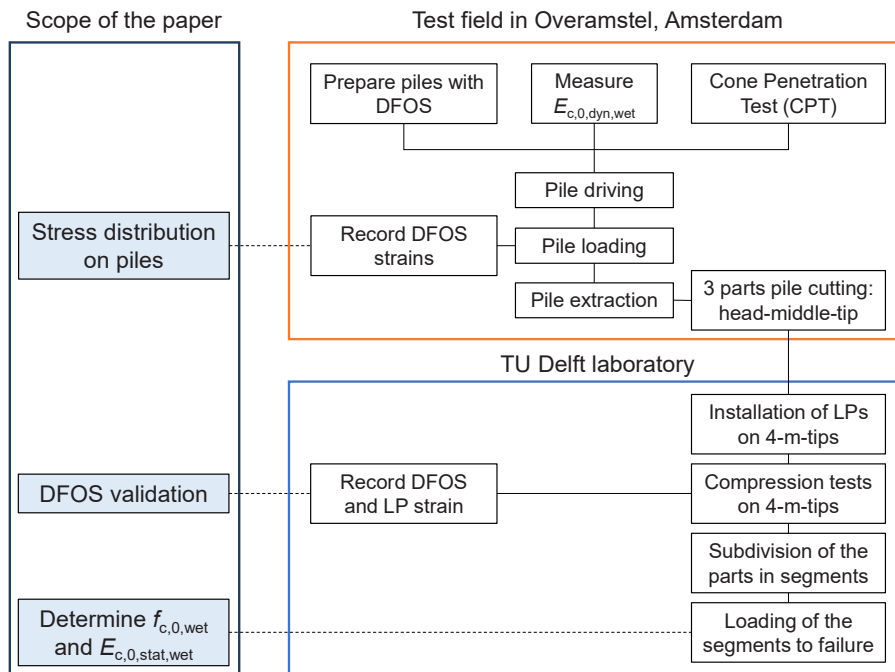 Scope of the paper
Test field in Overamstel, Amsterdam
Prepare piles with
DFOS
Measure
E_c,0,dyn,wet
Cone Penetration
Test (CPT)
Pile driving
Stress distribution
on piles
Record DFOS
strains
Pile loading
Pile extraction
3 parts pile cutting:
head-middle-tip
TU Delft laboratory
Installation of LPs
on 4-m-tips
DFOS validation
Record DFOS
and LP strain
Compression tests
on 4-m-tips
Subdivision of the
parts in segments
Determine f_c,0,wet
and E_c,0,stat,wet
Loading of the
segments to failure